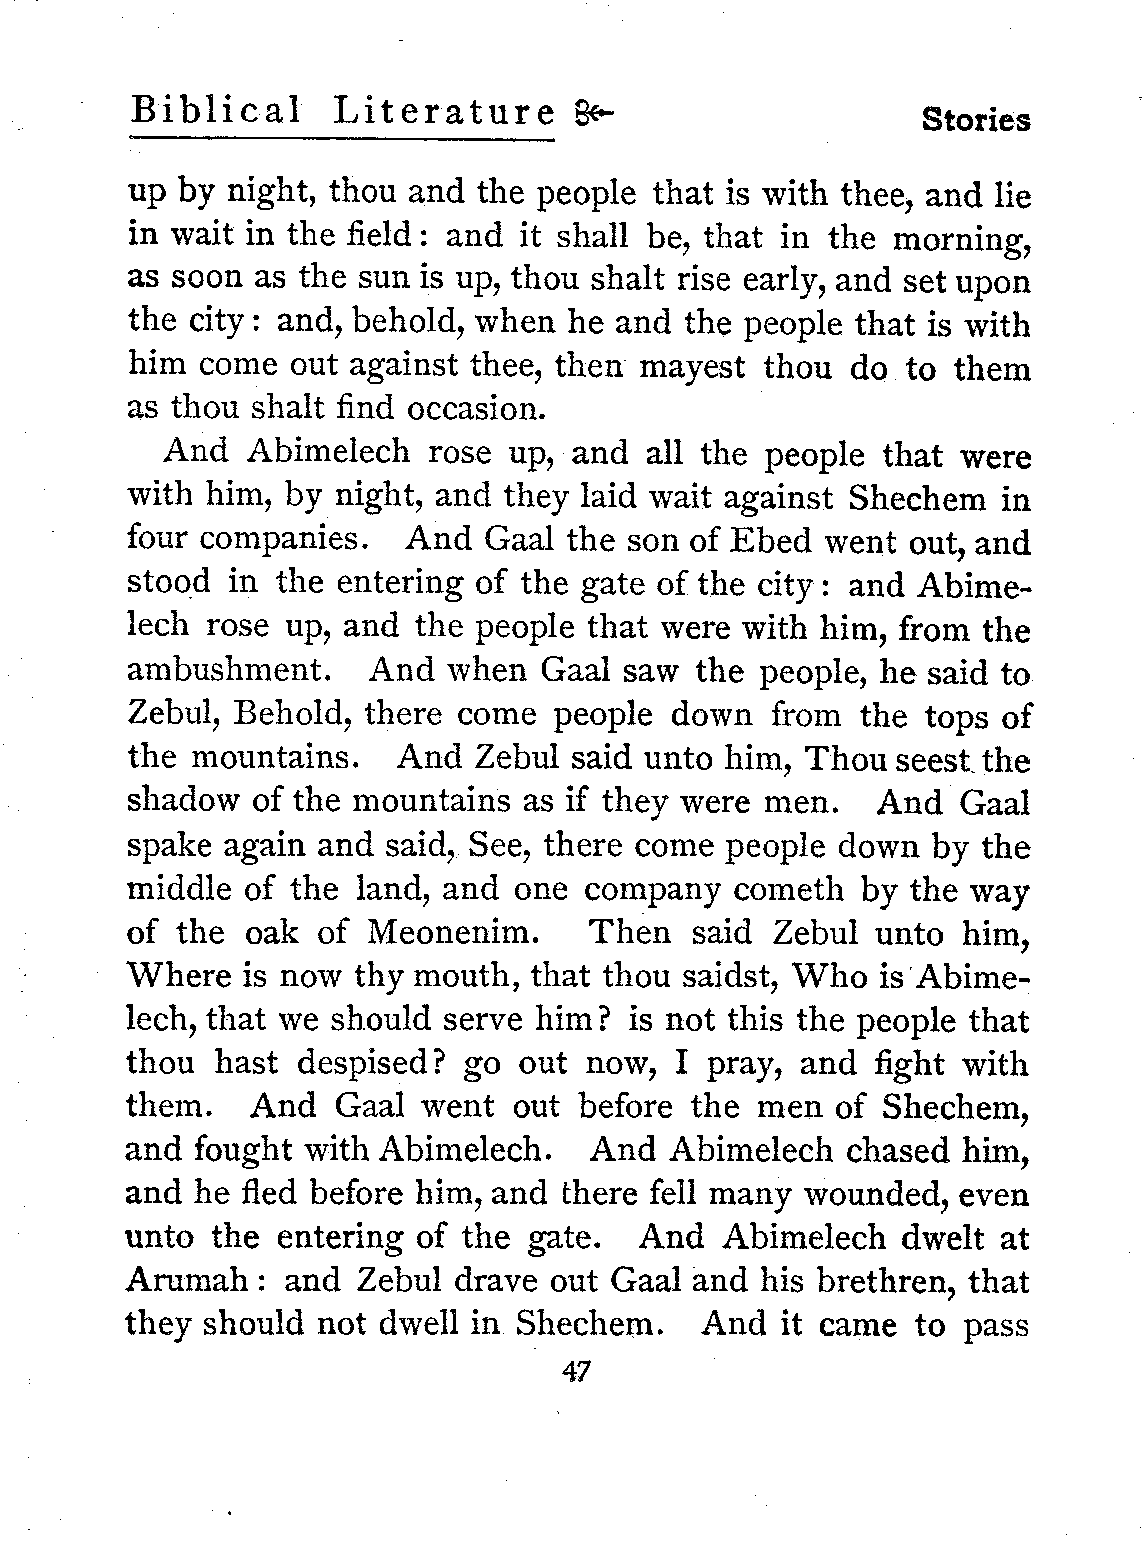 Biblical Literature Stories
up by night, thou and the people that is with thee, and lie
in wait in the field: and it shall be, that in the morning,
as soon as the sun is up, thou shalt rise early, and set upon
the city: and, behold, when he and the people that is with
him come out against thee, then mayest thou do to them
as thou shalt find occasion.
And Abimelech rose up, and all the people that were
with him, by night, and they laid wait against Shechem in
four companies. And Gaal the son of Ebed went out, and
stood in the entering of the gate of the city: and Abime-
lech rose up, and the people that were with him, from the
ambushment. And when Gaal saw the people, he said to
Zebul, Behold, there come people down from the tops of
the mountains. And Zebul said unto him, Thou seest the
shadow of the mountains as if they were men. And Gaal
spake again and said, See, there come people down by the
middle of the land, and one company cometh by the way
of the oak of Meonenim. Then said Zebul unto him,
Where is now thy mouth, that thou saidst, Who is Abime-
lech, that we should serve him? is not this the people that
thou hast despised? go out now, I pray, and fight with
them. And Gaal went out before the men of Shechem,
and fought with Abimelech. And Abimelech chased him,
and he fled before him, and there fell many wounded, even
unto the entering of the gate. And Abimelech dwelt at
Arumah: and Zebul drave out Gaal and his brethren, that
they should not dwell in Shechem. And it came to pass
47